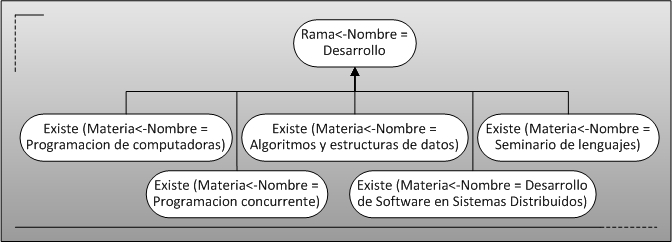 Rama<-Nombre =
Desarrollo
Existe (Materia<-Nombre =
Programacion de computadoras)
Existe (Materia<-Nombre =
Algoritmos y estructuras de datos)
Existe (Materia<-Nombre =
Seminario de lenguajes)
Existe (Materia<-Nombre =
Programacion concurrente)
Existe (Materia<-Nombre = Desarrollo
de Software en Sistemas Distribuidos)